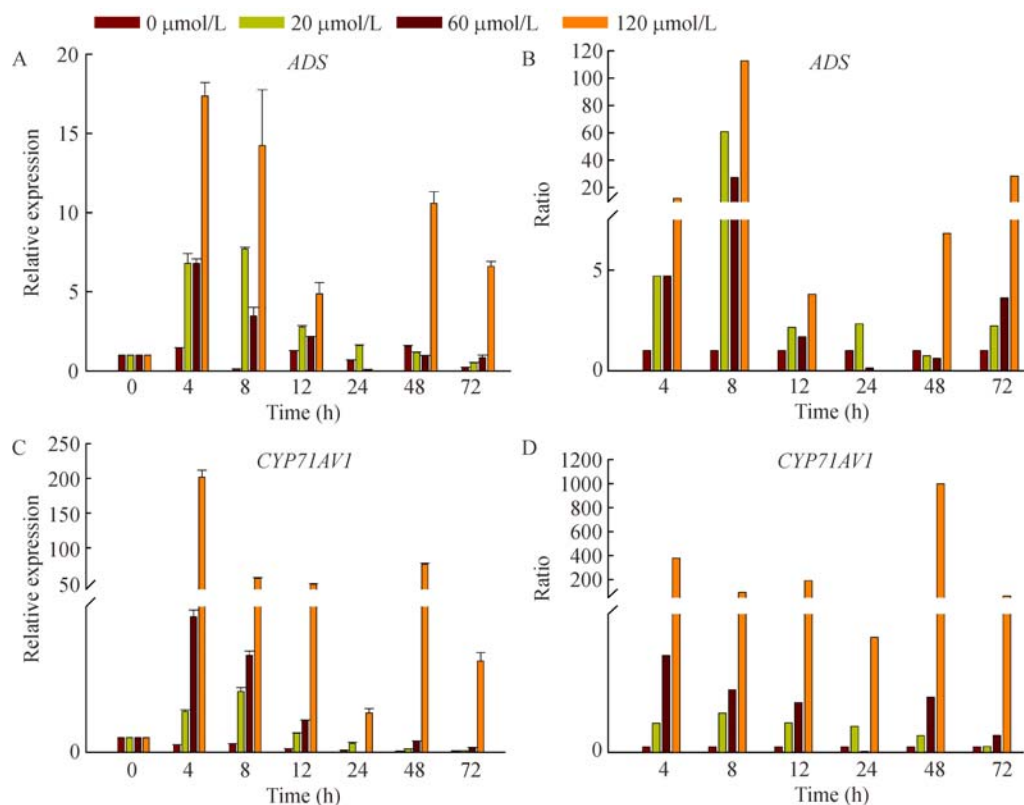 0 μmol/L 20 μmol/L 60 μmol/L 120 μmol/L
A
ADS
Relative expression
20
15
10
5
0
0 4 8 12 24 48 72
Time (h)
B
ADS
Ratio
120
100
80
60
40
20
5
0
4 8 12 24 48 72
Time (h)
C
CYP71AV1
Relative expression
250
200
150
100
50
0
0 4 8 12 24 48 72
Time (h)
D
CYP71AV1
Ratio
1200
1000
800
600
400
200
0
4 8 12 24 48 72
Time (h)